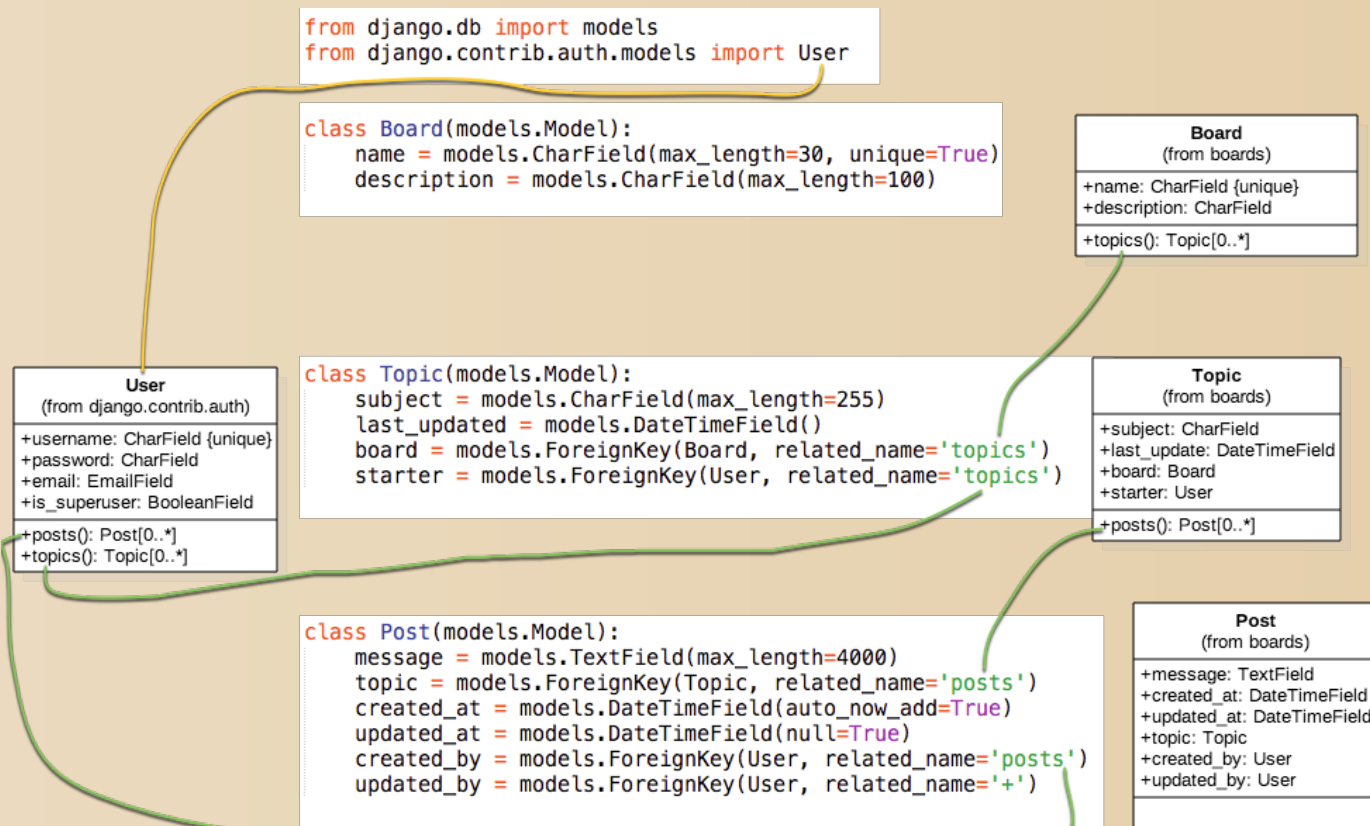 from django.db import models
from django.contrib.auth.models import User
class Board(models.Model):
name = models.CharField(max_length=30, unique=True)
description = models.CharField(max_length=100)
Board
(from boards)
+name: CharField {unique}
+description: CharField
+topics(): Topic[0..*]
User
(from django.contrib.auth)
+username: CharField {unique}
+password: CharField
+email: EmailField
+is_superuser: BooleanField
+posts(): Post[0..*]
+topics(): Topic[0..*]
class Topic(models.Model):
subject = models.CharField(max_length=255)
last_updated = models.DateTimeField()
board = models.ForeignKey(Board, related_name='topics')
starter = models.ForeignKey(User, related_name='topics')
Topic
(from boards)
+subject: CharField
+last_update: DateTimeField
+board: Board
+starter: User
+posts(): Post[0..*]
class Post(models.Model):
message = models.TextField(max_length=4000)
topic = models.ForeignKey(Topic, related_name='posts')
created_at = models.DateTimeField(auto_now_add=True)
updated_at = models.DateTimeField(null=True)
created_by = models.ForeignKey(User, related_name='posts')
updated_by = models.ForeignKey(User, related_name='+')
Post
(from boards)
+message: TextField
+created_at: DateTimeField
+updated_at: DateTimeField
+topic: Topic
+created_by: User
+updated_by: User